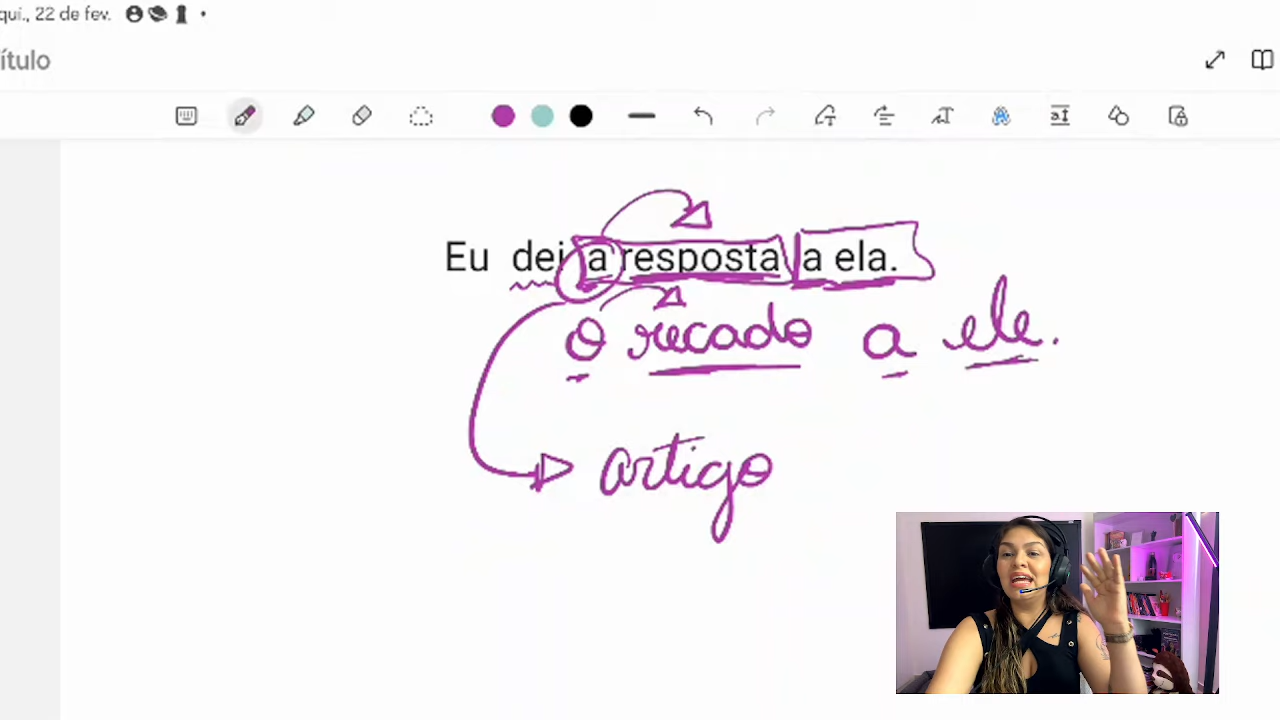 qui., 22 de fev.
ítulo
Eu dei a resposta a ela.
o recado a ele.
artigo